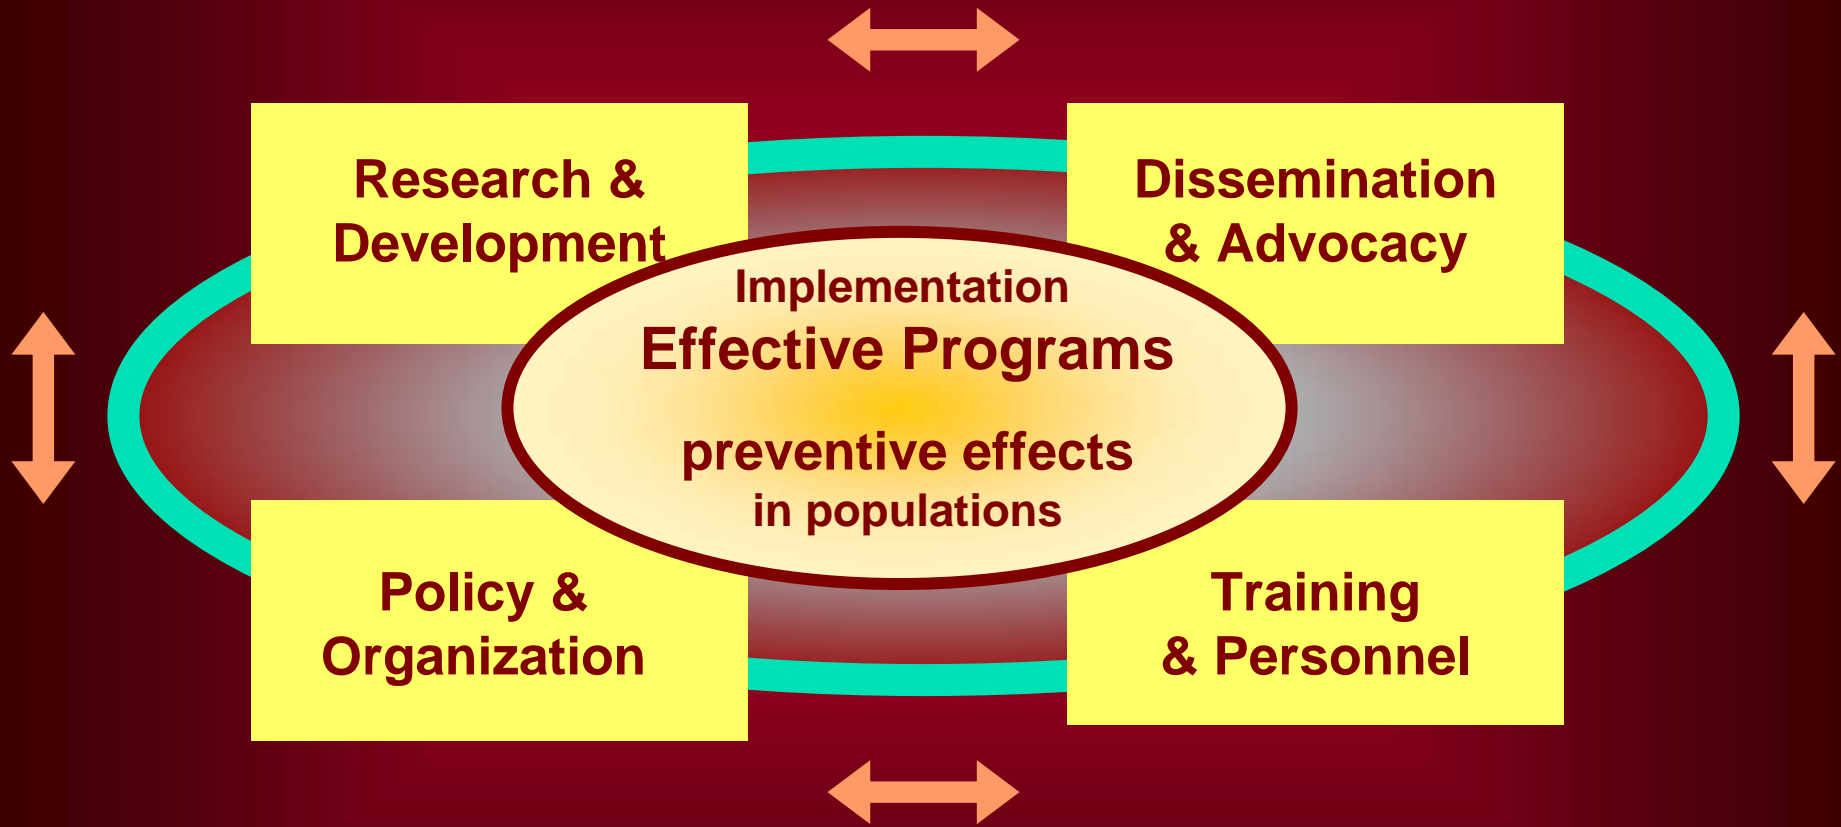 Research &
Development
Dissemination
& Advocacy
Implementation
Effective Programs
preventive effects
in populations
Policy &
Organization
Training
& Personnel